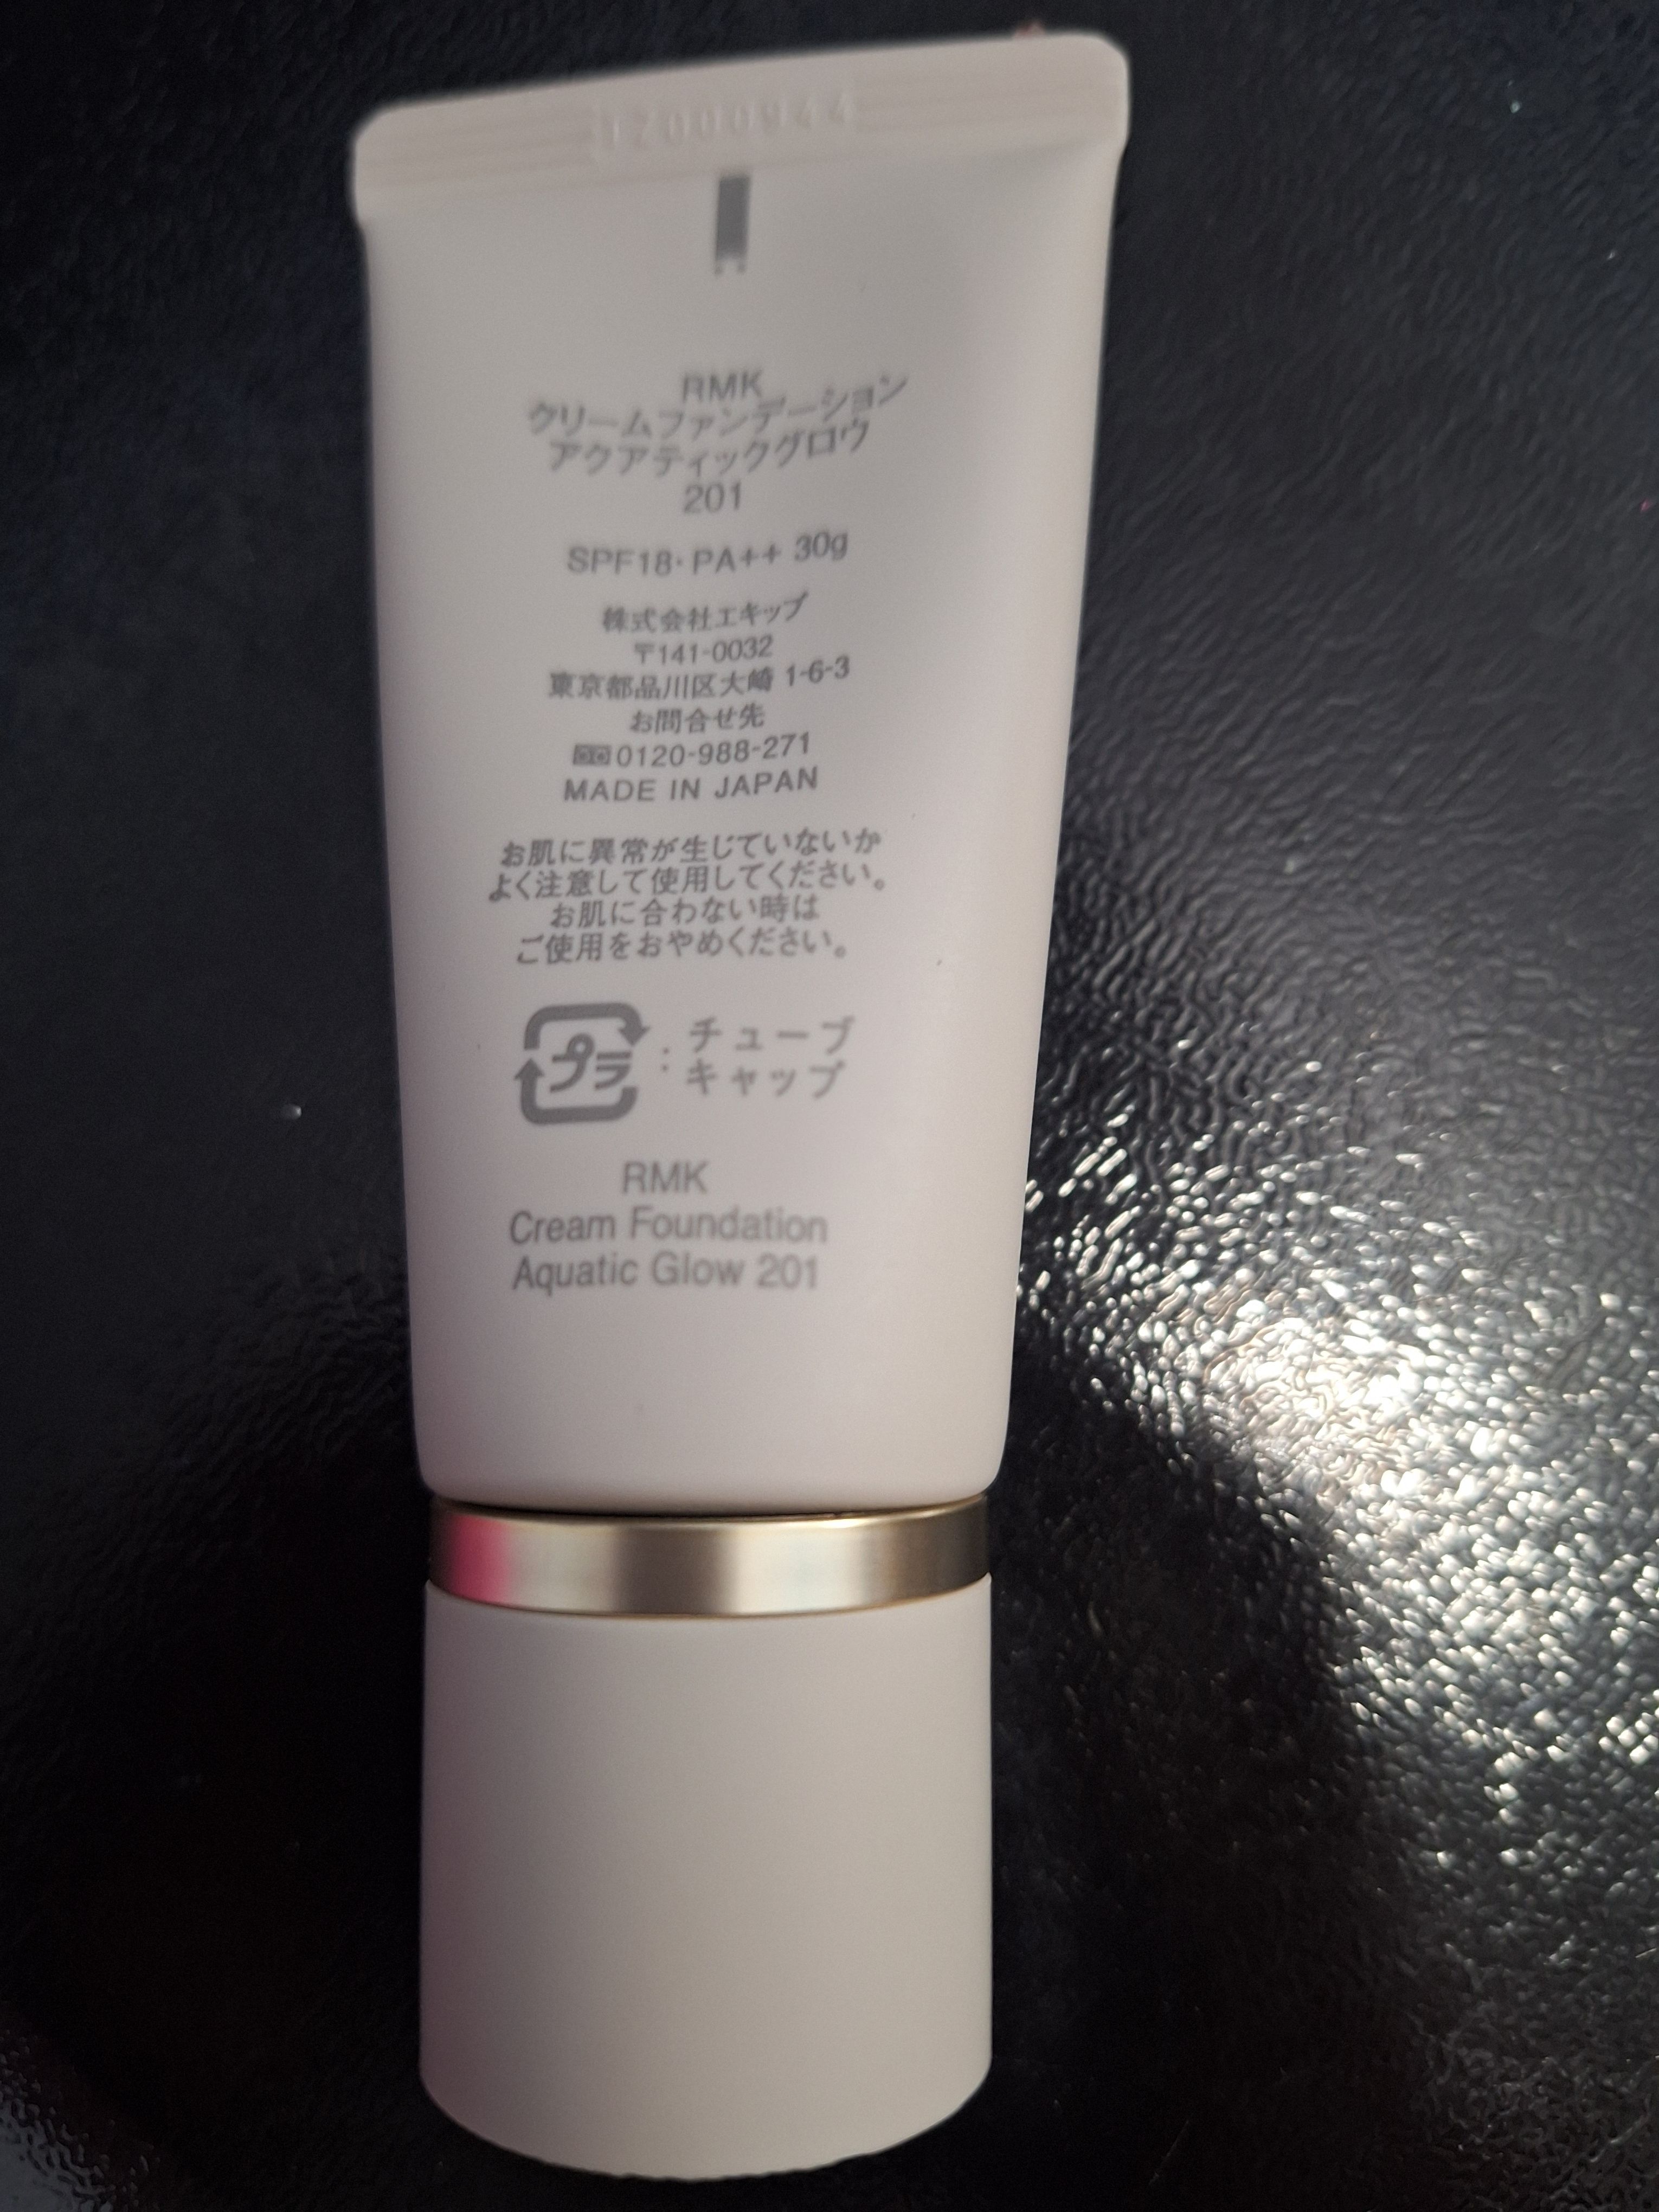 RMK
クリームファンデーション
アクアティックグロウ
201
SPF18・PA++ 30g
株式会社エキップ
〒141-0032
東京都品川区大崎 1-6-3
お問合せ先
0120-988-271
MADE IN JAPAN
お肌に異常が生じていないか
よく注意して使用してください。
お肌に合わない時は
ご使用をおやめください。
プラ : チューブ
キャップ
RMK
Cream Foundation
Aquatic Glow 201